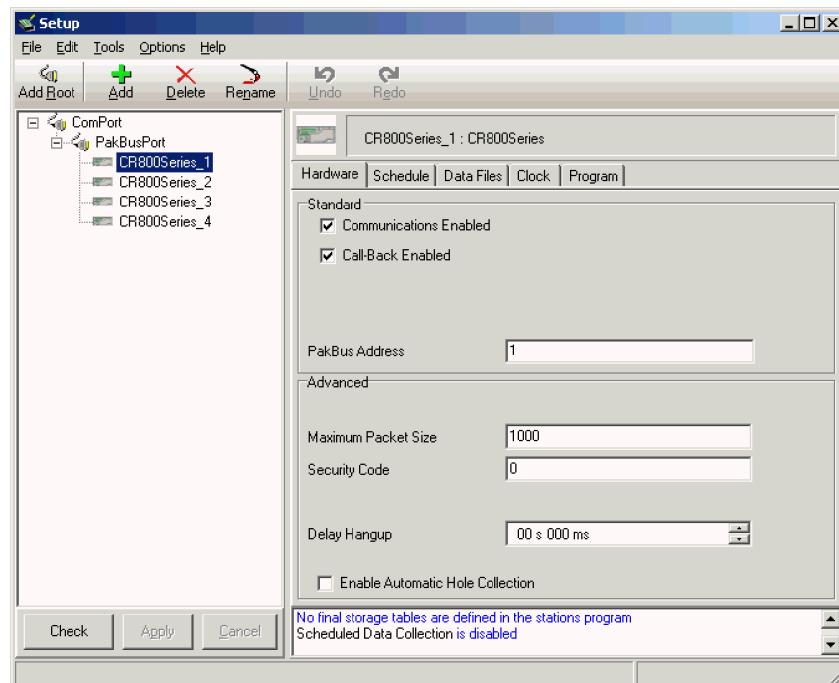 Setup
File Edit Tools Options Help
Add Root Add Delete Rename Undo Redo
ComPort
PakBusPort
CR800Series_1
CR800Series_2
CR800Series_3
CR800Series_4
Check Apply Cancel
CR800Series_1 : CR800Series
Hardware Schedule Data Files Clock Program
Standard
Communications Enabled
Call-Back Enabled
PakBus Address 1
Advanced
Maximum Packet Size 1000
Security Code 0
Delay Hangup 00 s 000 ms
Enable Automatic Hole Collection
No final storage tables are defined in the stations program
Scheduled Data Collection is disabled